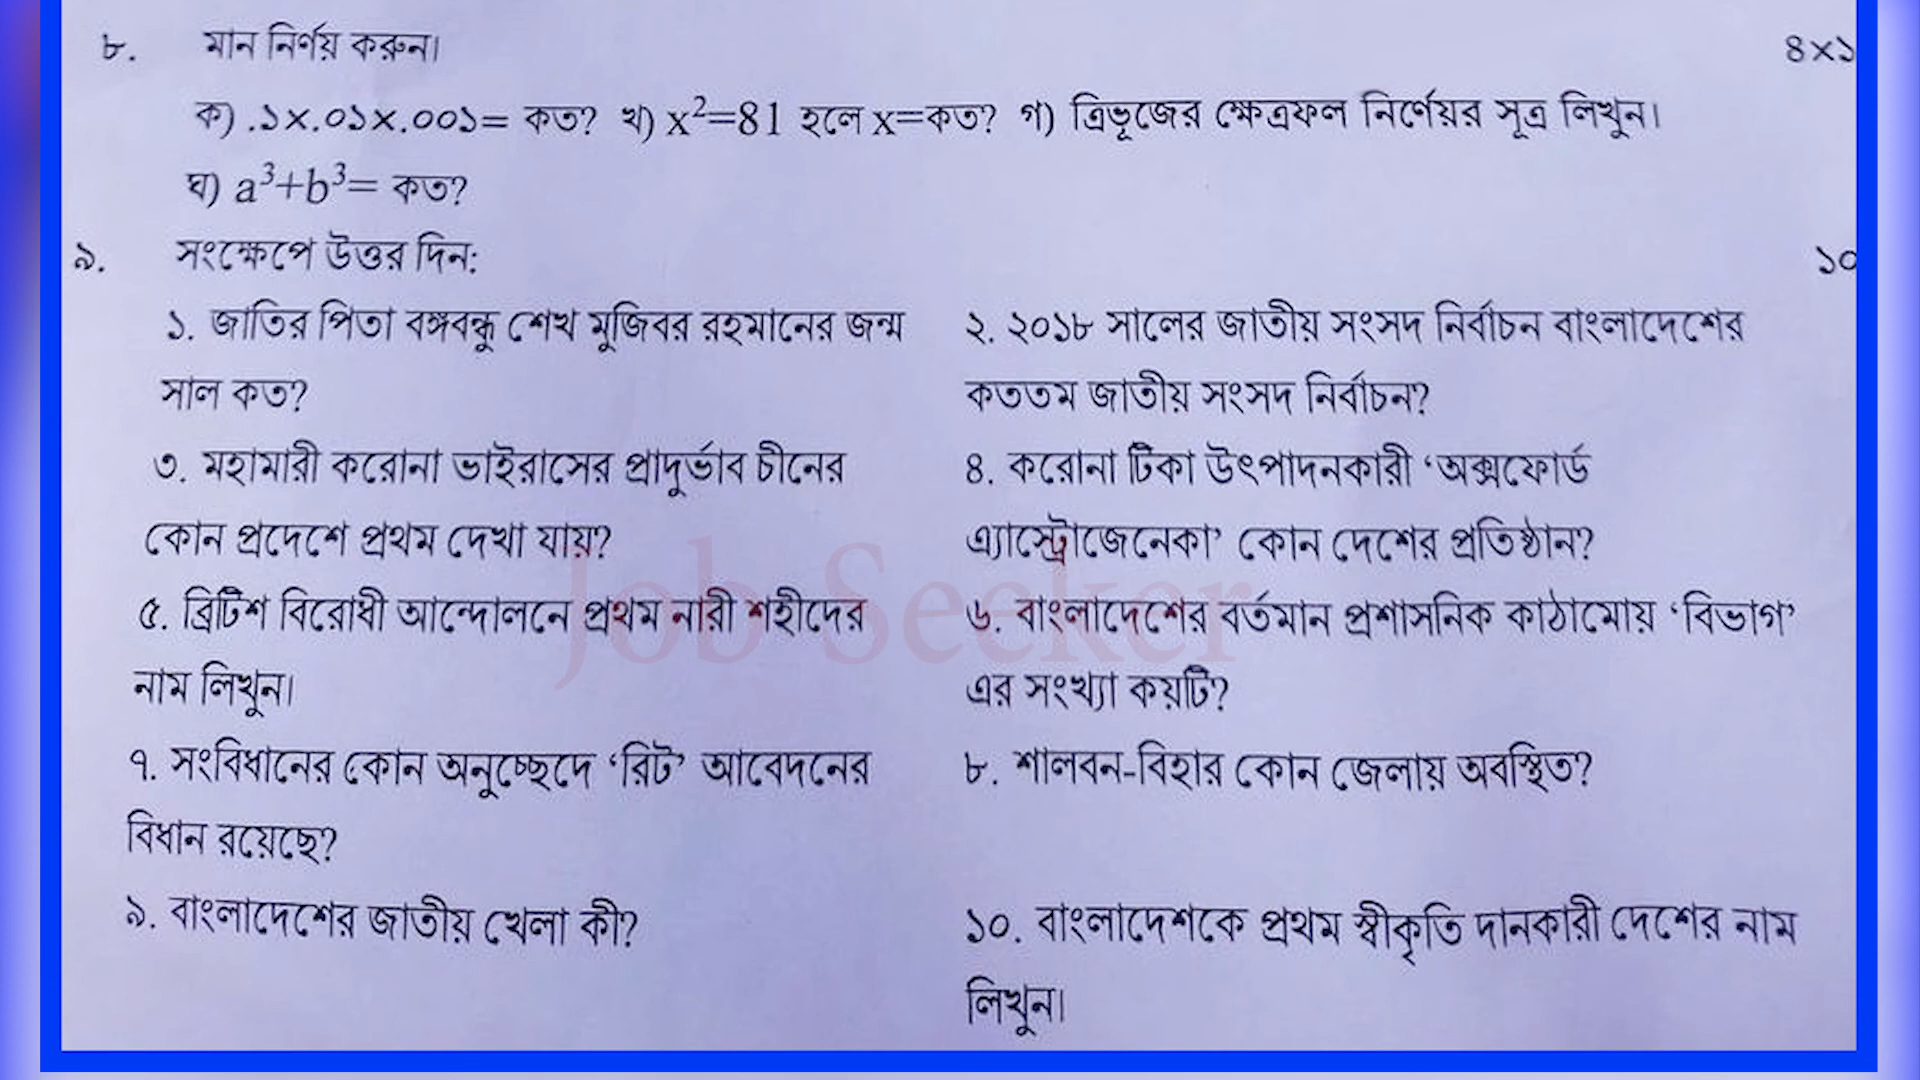 ৮. মান নির্ণয় করুন। ৪×১
ক) .১×.০১×.০০১= কত? খ) x²=81 হলে x=কত? গ) ত্রিভূজের ক্ষেত্রফল নির্ণেয়র সূত্র লিখুন।
ঘ) a³+b³= কত?
৯. সংক্ষেপে উত্তর দিন: ১০
১. জাতির পিতা বঙ্গবন্ধু শেখ মুজিবর রহমানের জন্ম
সাল কত?
২. ২০১৮ সালের জাতীয় সংসদ নির্বাচন বাংলাদেশের
কততম জাতীয় সংসদ নির্বাচন?
৩. মহামারী করোনা ভাইরাসের প্রাদুর্ভাব চীনের
কোন প্রদেশে প্রথম দেখা যায়?
৪. করোনা টিকা উৎপাদনকারী ‘অক্সফোর্ড
এ্যাস্ট্রোজেনেকা’ কোন দেশের প্রতিষ্ঠান?
৫. ব্রিটিশ বিরোধী আন্দোলনে প্রথম নারী শহীদের
নাম লিখুন।
৬. বাংলাদেশের বর্তমান প্রশাসনিক কাঠামোয় ‘বিভাগ’
এর সংখ্যা কয়টি?
৭. সংবিধানের কোন অনুচ্ছেদে ‘রিট’ আবেদনের
বিধান রয়েছে?
৮. শালবন-বিহার কোন জেলায় অবস্থিত?
৯. বাংলাদেশের জাতীয় খেলা কী?
১০. বাংলাদেশকে প্রথম স্বীকৃতি দানকারী দেশের নাম
লিখুন।
Job Seeker